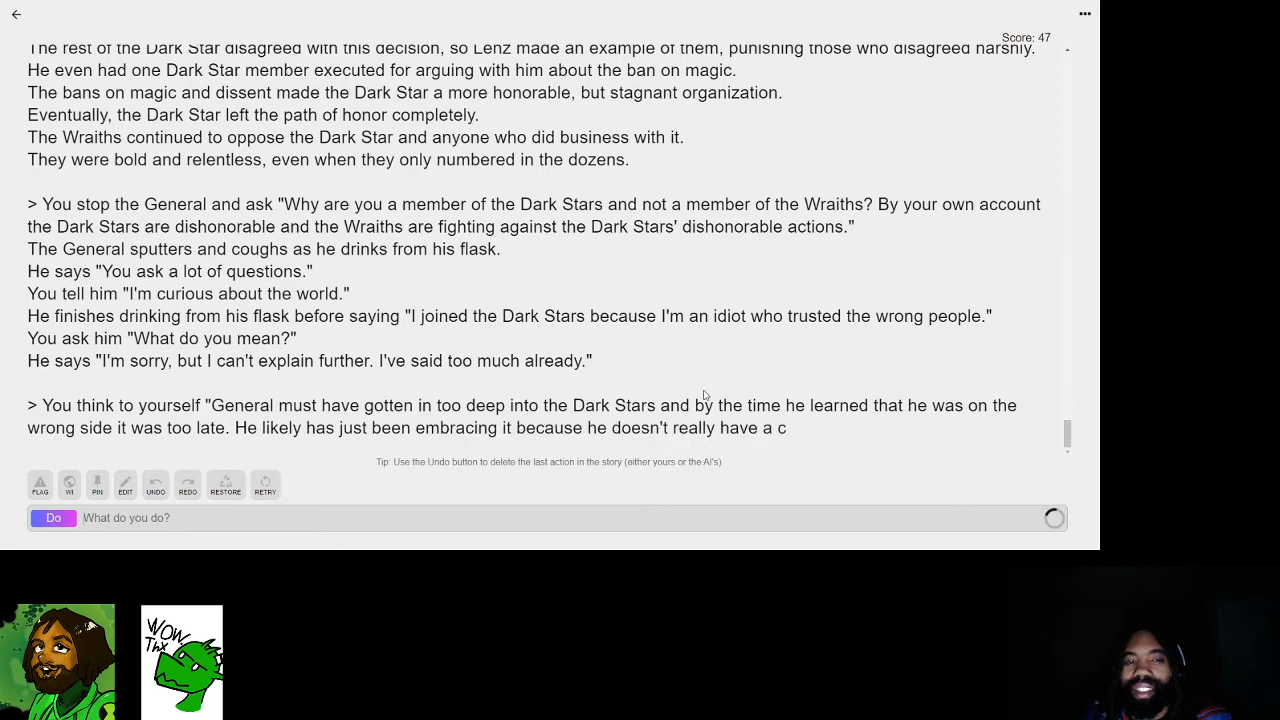 Score: 47
The rest of the Dark Star disagreed with this decision, so Lenz made an example of them, punishing those who disagreed harshly.
He even had one Dark Star member executed for arguing with him about the ban on magic.
The bans on magic and dissent made the Dark Star a more honorable, but stagnant organization.
Eventually, the Dark Star left the path of honor completely.
The Wraiths continued to oppose the Dark Star and anyone who did business with it.
They were bold and relentless, even when they only numbered in the dozens.
> You stop the General and ask "Why are you a member of the Dark Stars and not a member of the Wraiths? By your own account
the Dark Stars are dishonorable and the Wraiths are fighting against the Dark Stars' dishonorable actions."
The General sputters and coughs as he drinks from his flask.
He says "You ask a lot of questions."
You tell him "I'm curious about the world."
He finishes drinking from his flask before saying "I joined the Dark Stars because I'm an idiot who trusted the wrong people."
You ask him "What do you mean?"
He says "I'm sorry, but I can't explain further. I've said too much already."
> You think to yourself "General must have gotten in too deep into the Dark Stars and by the time he learned that he was on the
wrong side it was too late. He likely has just been embracing it because he doesn't really have a c
Tip: Use the Undo button to delete the last action in the story (either yours or the AI's).
FLAG WI PIN EDIT UNDO REDO RESTORE RETRY
Do What do you do?
WOW
Thx